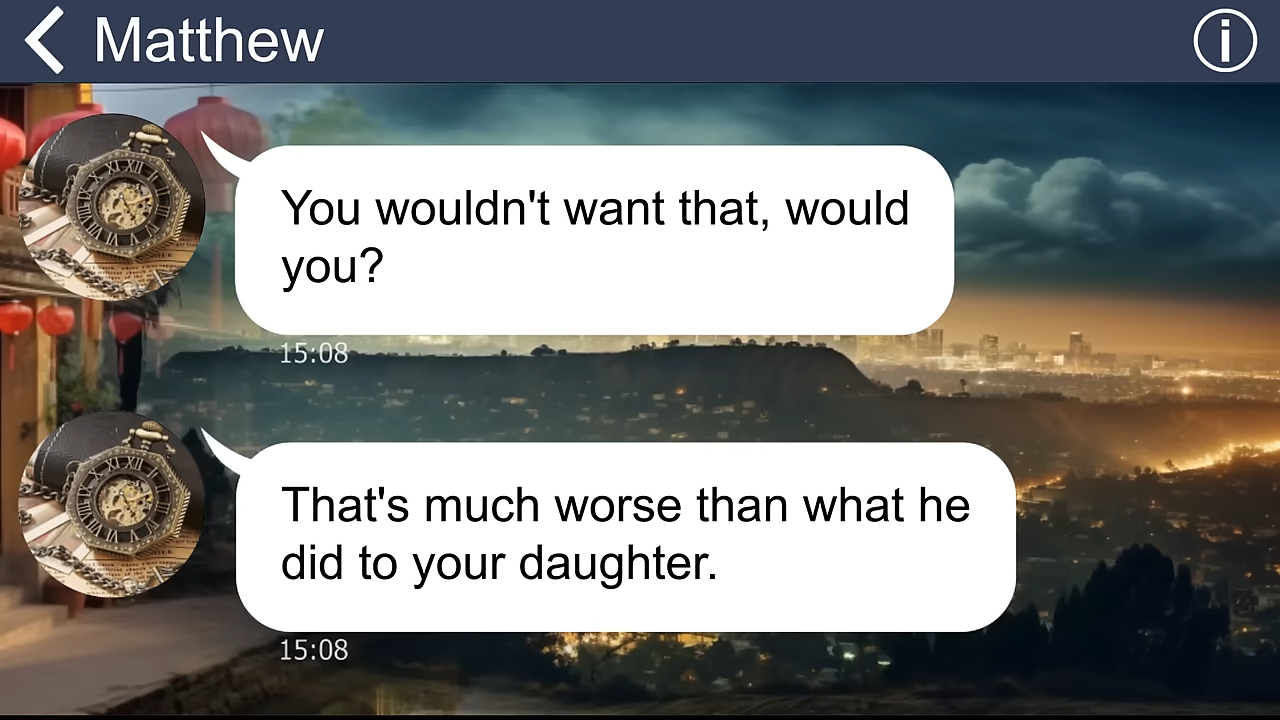 Matthew
You wouldn't want that, would
you?
15:08
That's much worse than what he
did to your daughter.
15:08